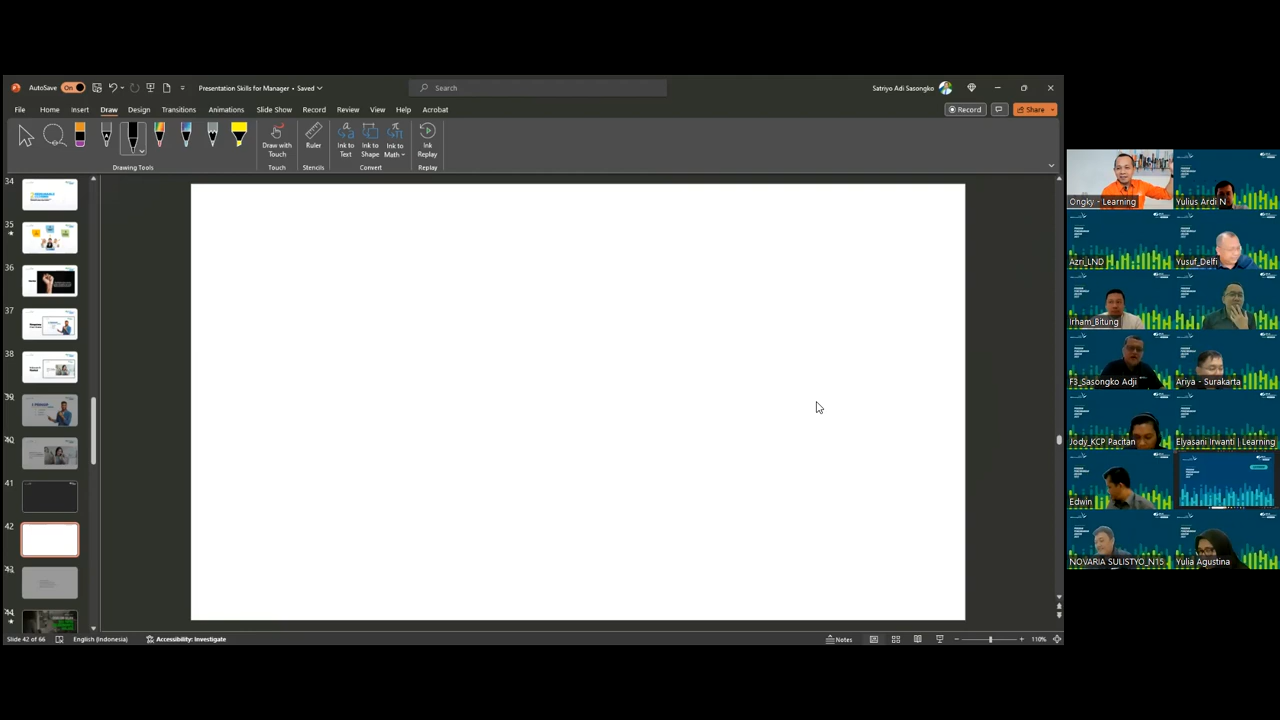 AutoSave On Presentation Skills for Manager • Saved Search Satriyo Adi Sasongko
File Home Insert Draw Design Transitions Animations Slide Show Record Review View Help Acrobat Record Share
Draw with Touch
Ruler
Ink to Text
Ink to Shape
Ink to Math
Ink Replay
Drawing Tools Touch Stencils Convert Replay
34
35
36
37
38
39
40
41
42
43
44
Slide 42 of 66 English (Indonesia) Accessibility: Investigate Notes 110%
Ongky - Learning
Yulius Ardi N
Azri_LND
Yusuf_Delfi
Irham_Bitung
F3_Sasongko Adji
Ariya - Surakarta
Jody_KCP Pacitan
Elyasani Irwanti | Learning
Edwin
NOVARIA SULISTYO_N15...
Yulia Agustina